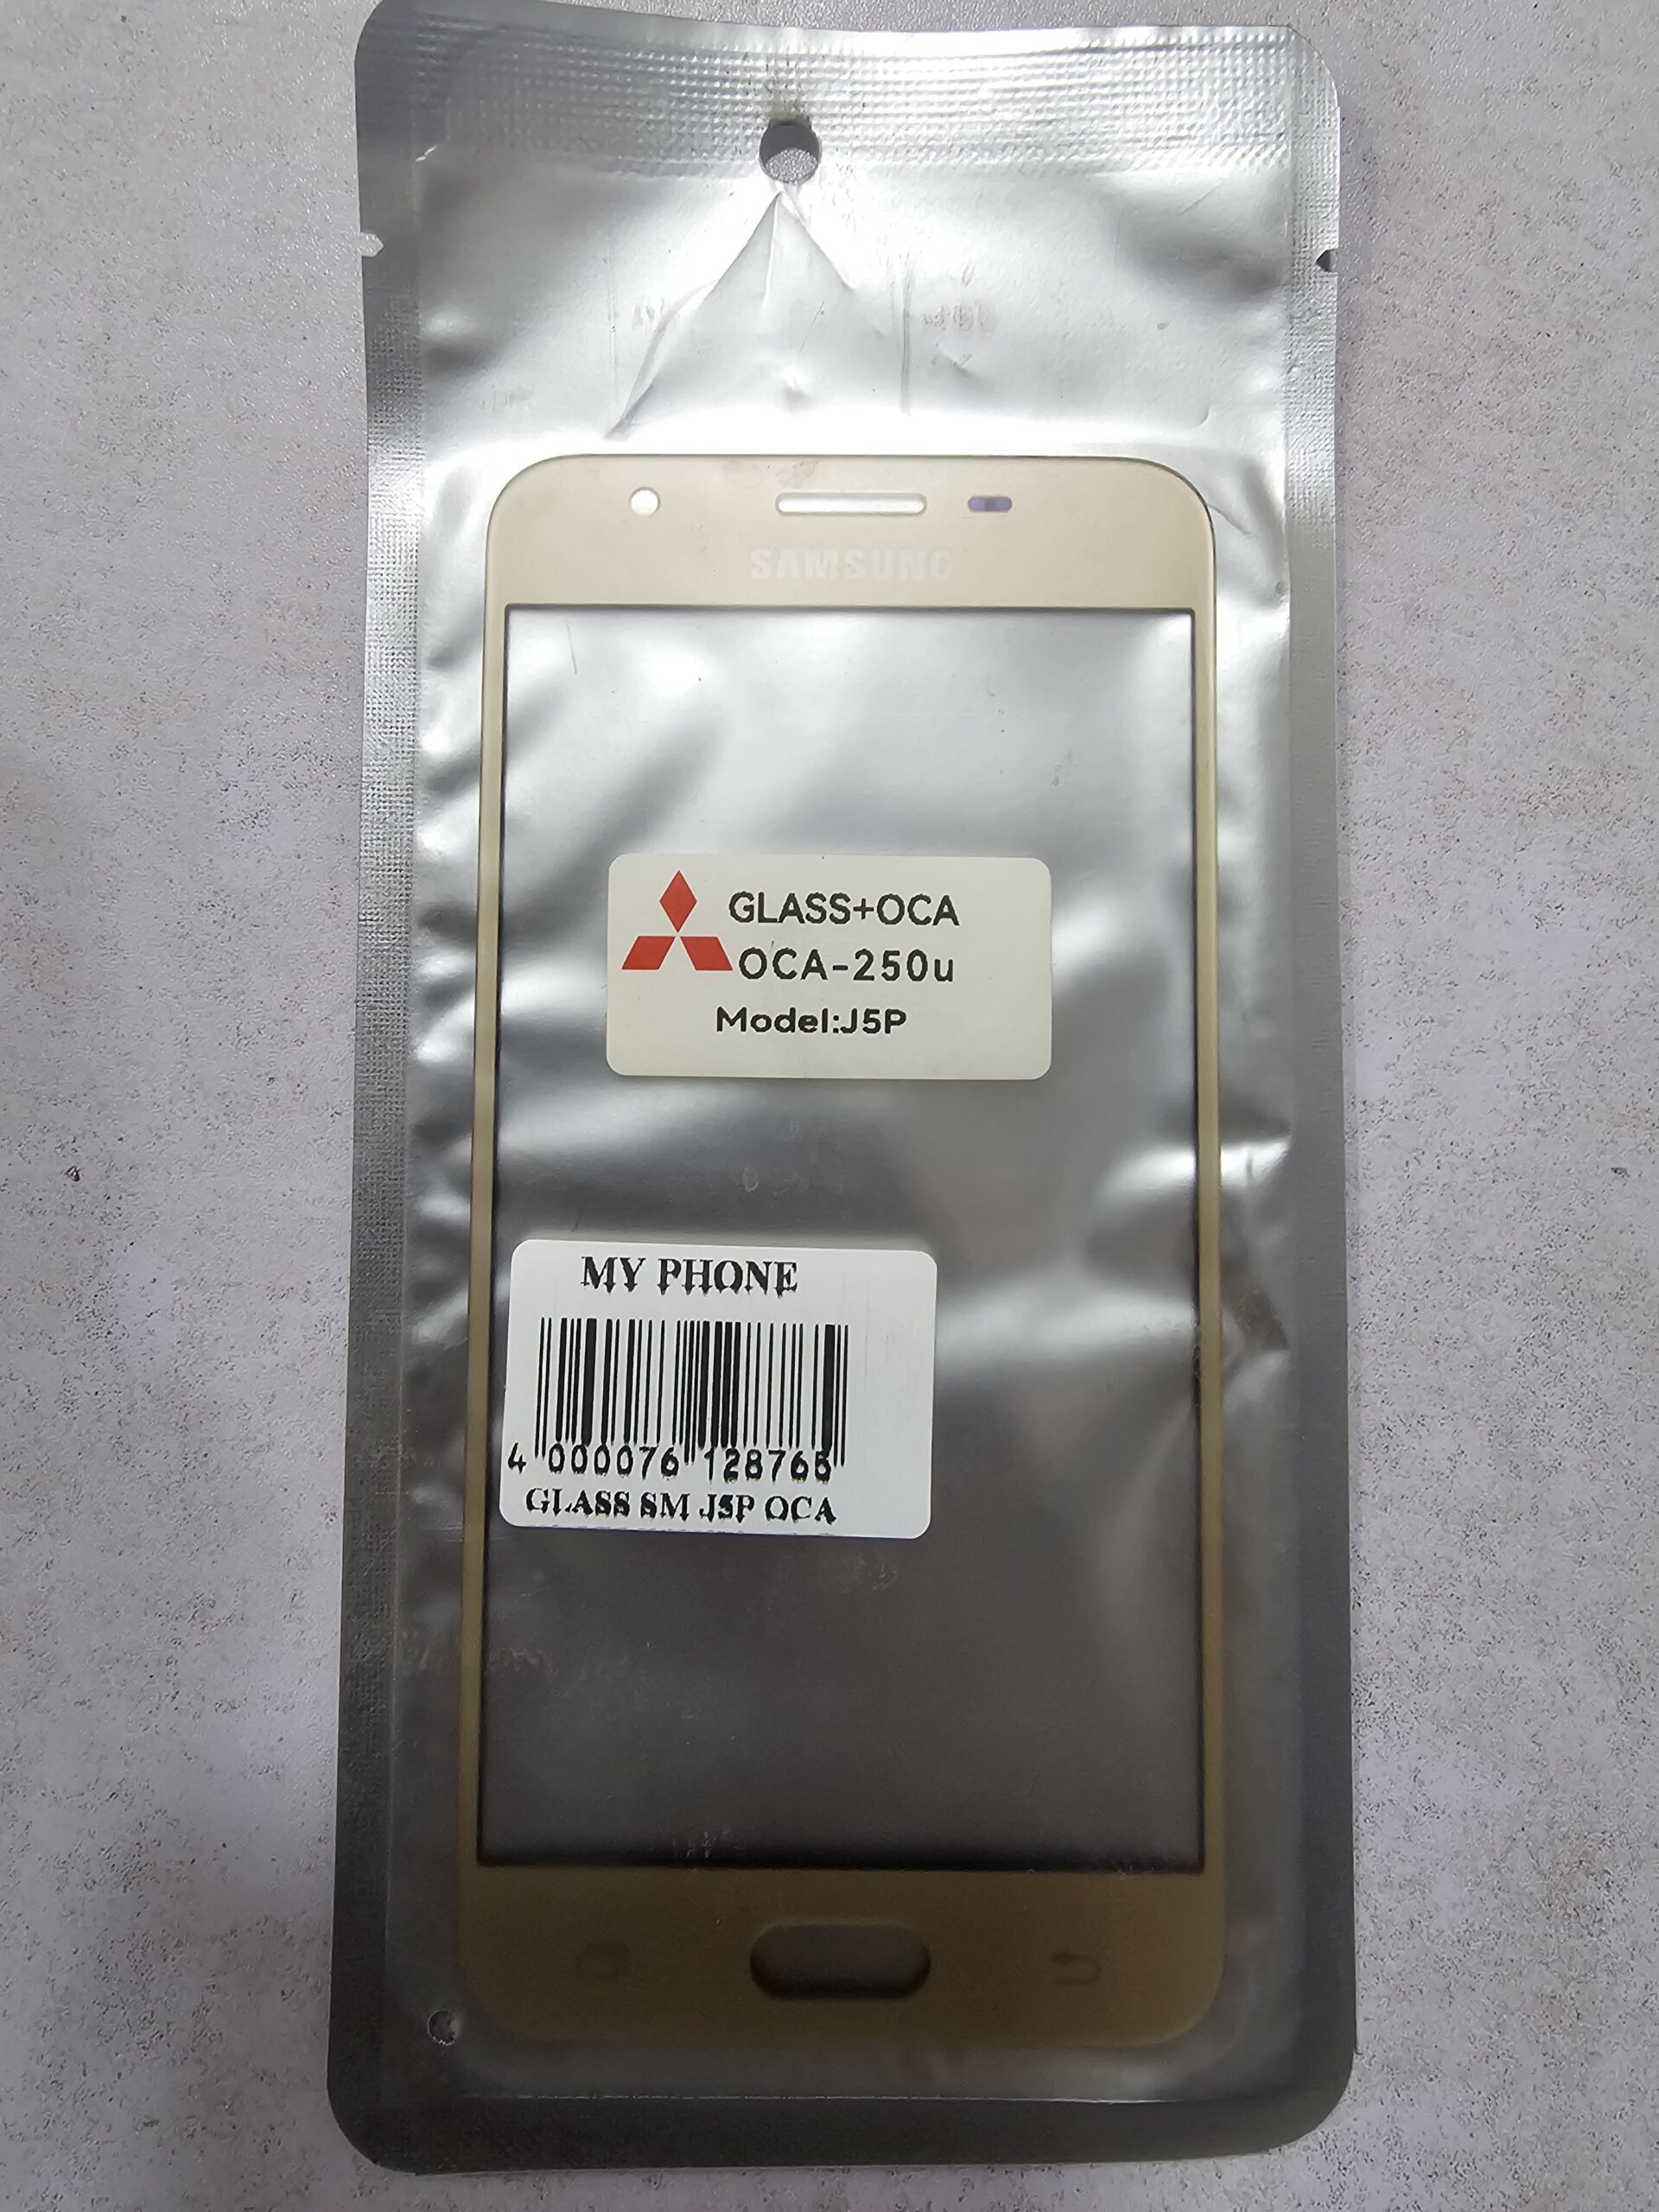 SAMSUNG
GLASS+OCA
OCA-250u
Model:J5P
MY PHONE
4 000076 128765
GLASS SM J5P OCA